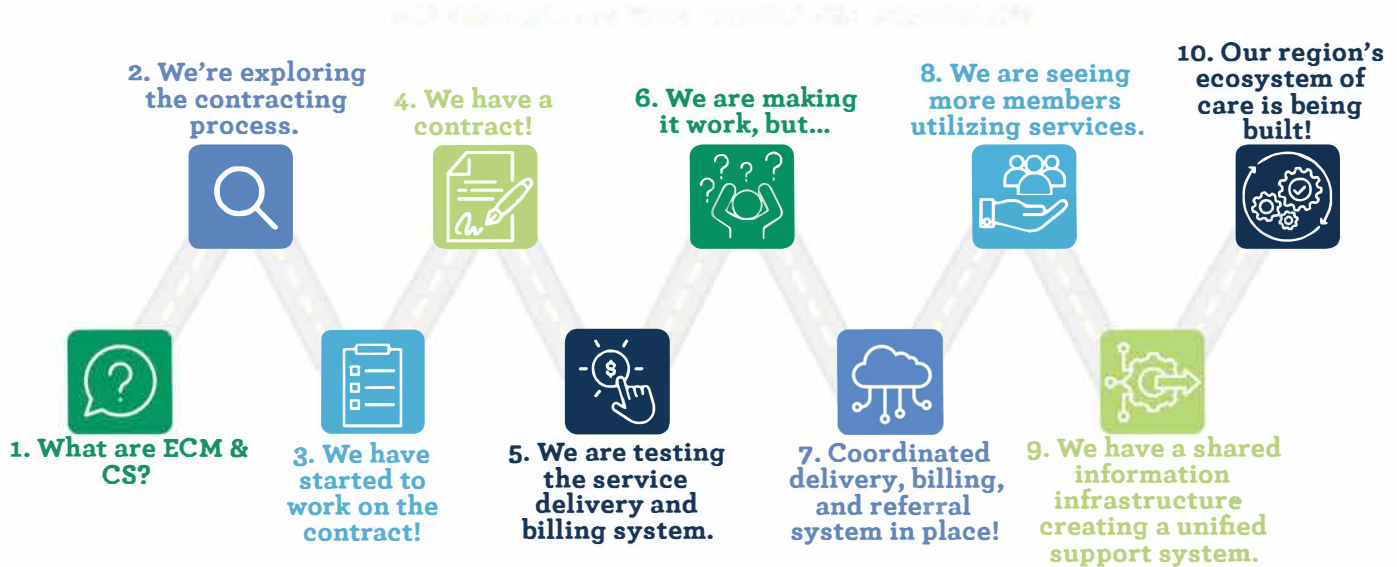 1. What are ECM &
CS?
2. We're exploring
the contracting
process.
3. We have
started to
work on the
contract!
4. We have a
contract!
5. We are testing
the service
delivery and
billing system.
6. We are making
it work, but...
7. Coordinated
delivery, billing,
and referral
system in place!
8. We are seeing
more members
utilizing services.
9. We have a shared
information
infrastructure
creating a unified
support system.
10. Our region's
ecosystem of
care is being
built!